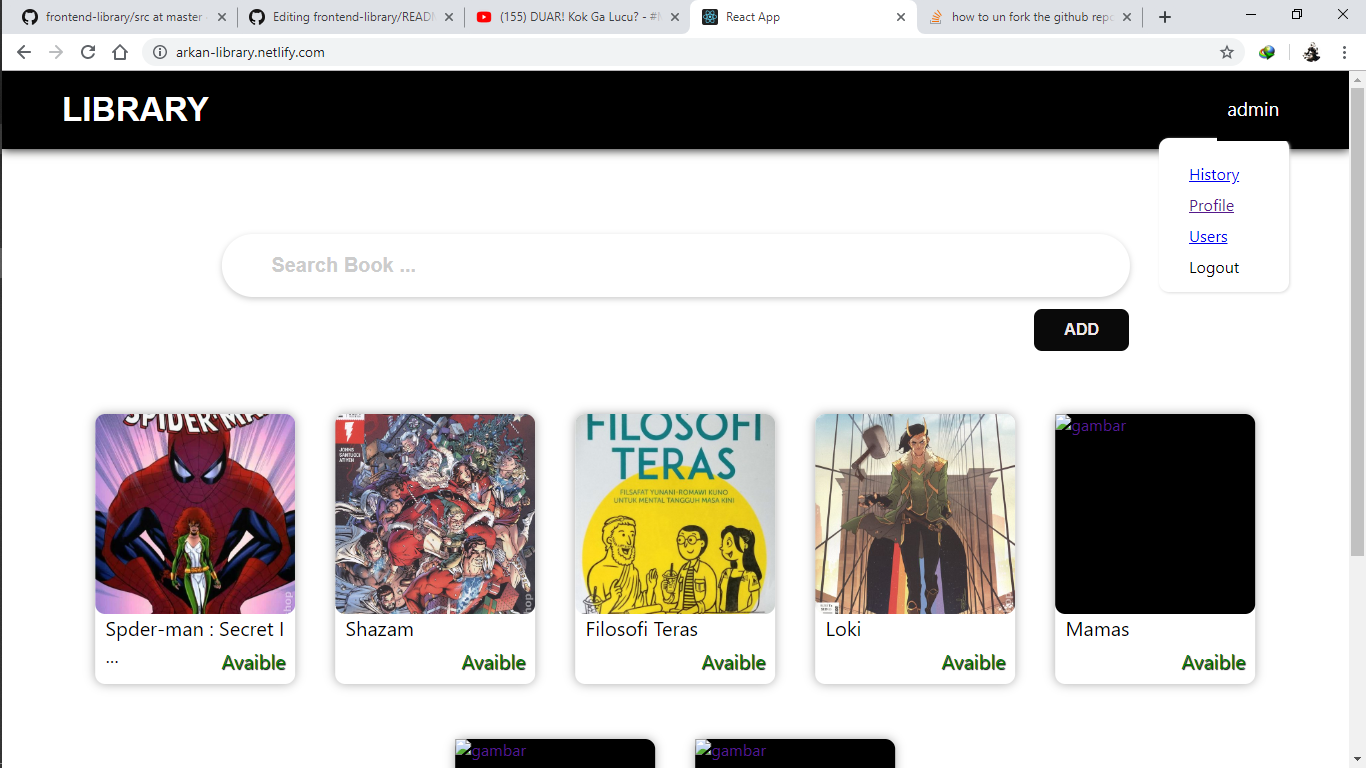 frontend-library/src at master
Editing frontend-library/READM
(155) DUAR! Kok Ga Lucu? - #M
React App
how to un fork the github repo
arkan-library.netlify.com
LIBRARY
admin
History
Profile
Users
Logout
Search Book ...
ADD
SPIDER-MAN
JOHNS
SANTUCCI
ATIYEH
FILOSOFI
TERAS
FILSAFAT YUNANI-ROMAWI KUNO
UNTUK MENTAL TANGGUH MASA KINI
gambar
Spder-man : Secret I
...
Avaible
Shazam
Avaible
Filosofi Teras
Avaible
Loki
Avaible
Mamas
Avaible
gambar
gambar